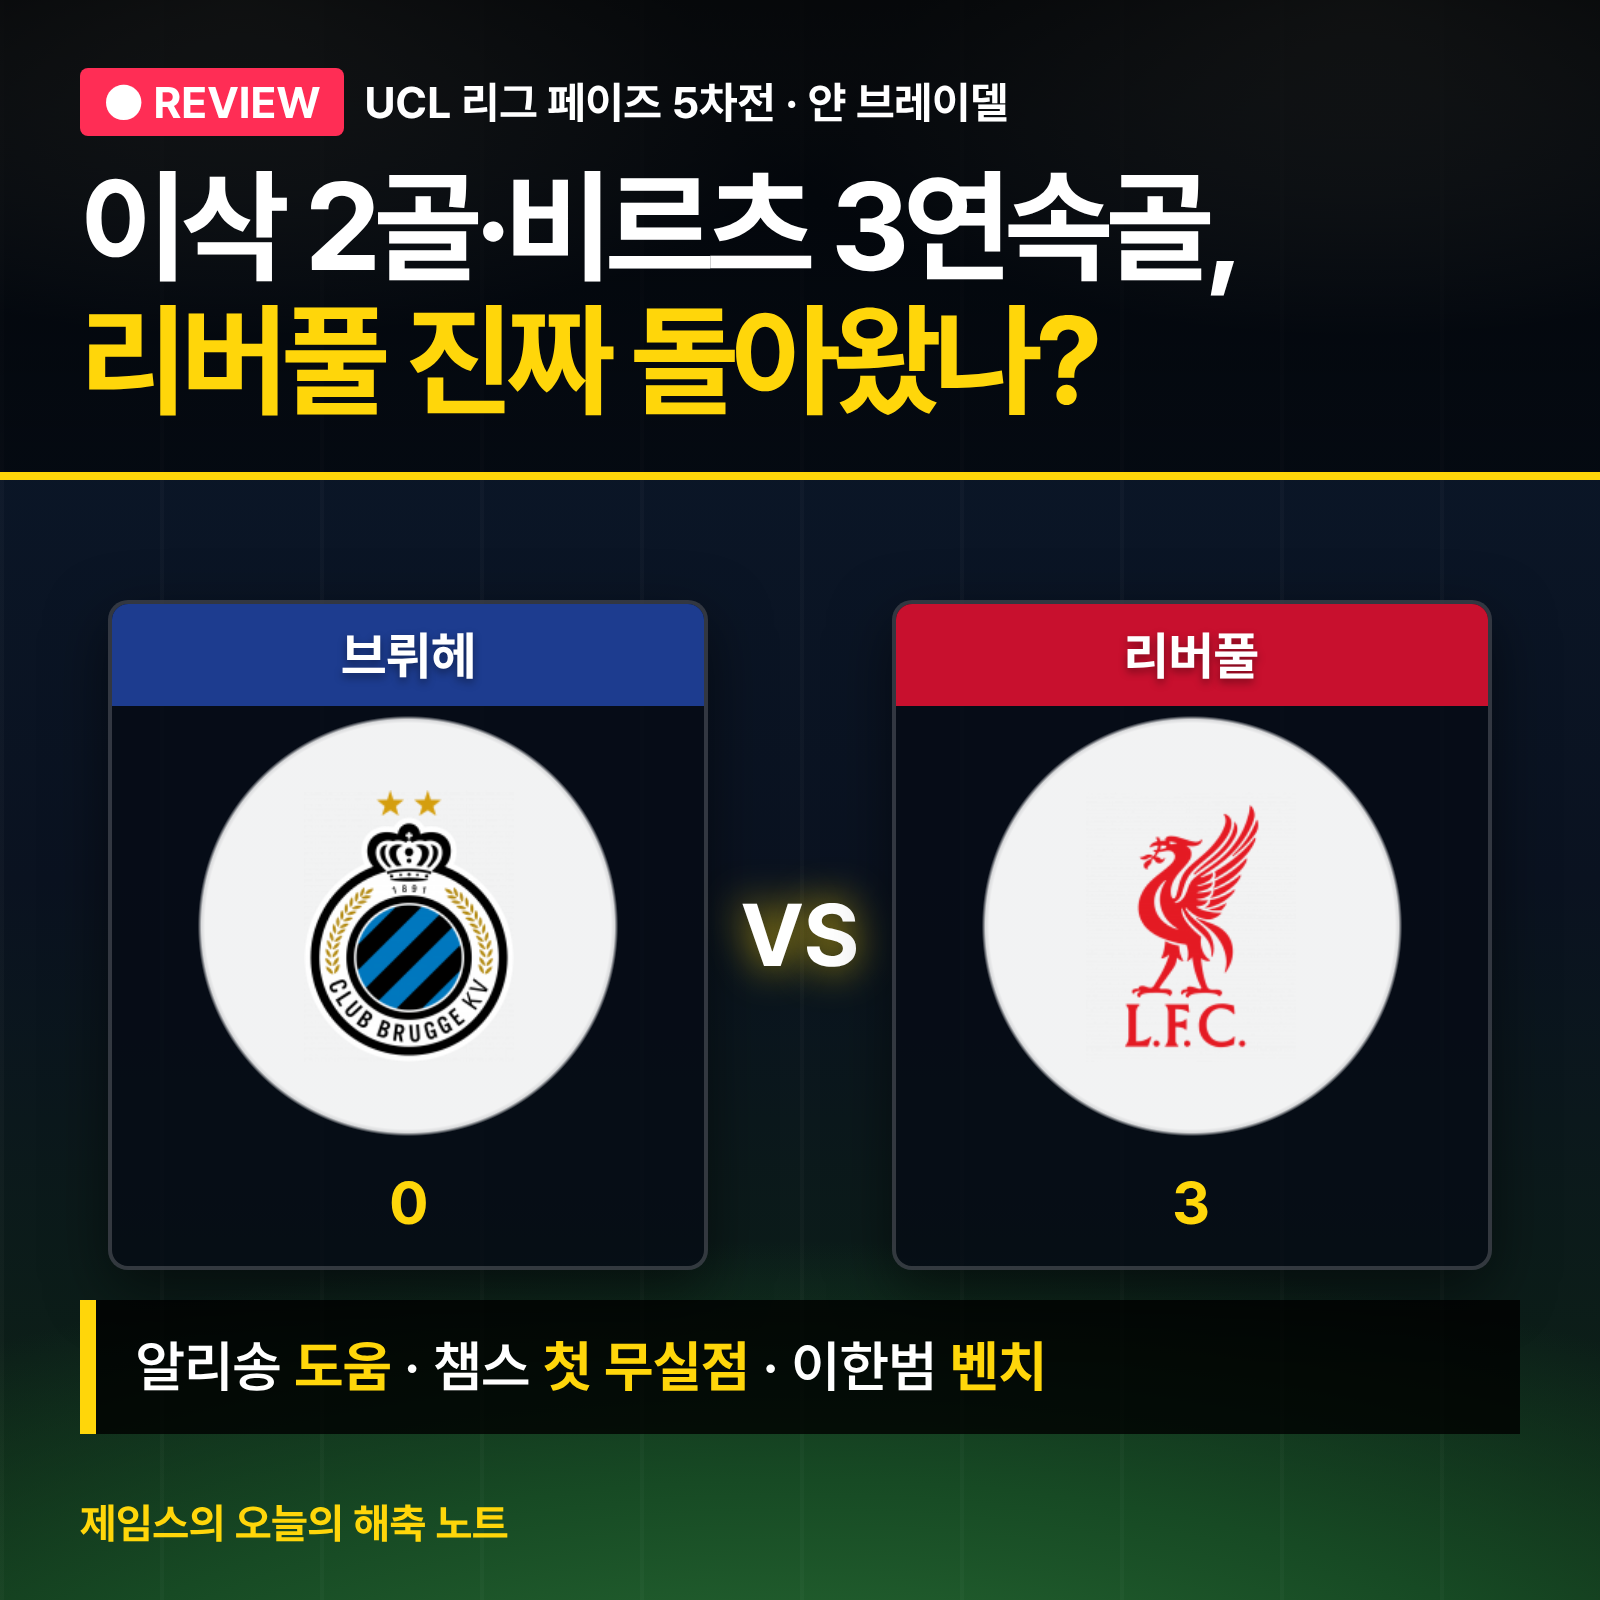 REVIEW UCL 리그 페이즈 5차전 · 얀 브레이델
이삭 2골·비르츠 3연속골,
리버풀 진짜 돌아왔나?
브뤼헤
리버풀
1891
CLUB BRUGGE KV
VS
L.F.C.
0
3
알리송 도움 · 챔스 첫 무실점 · 이한범 벤치
제임스의 오늘의 해축 노트